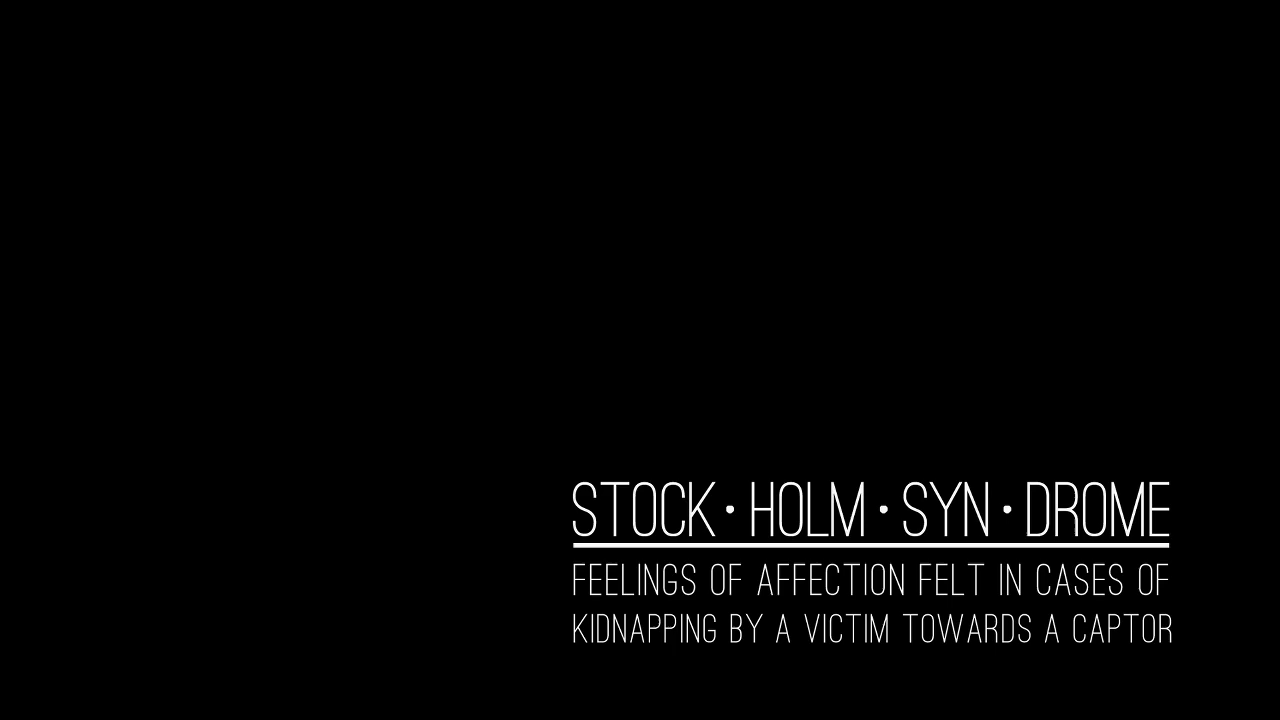 STOCK•HOLM•SYN•DROME
FEELINGS OF AFFECTION FELT IN CASES OF
KIDNAPPING BY A VICTIM TOWARDS A CAPTOR